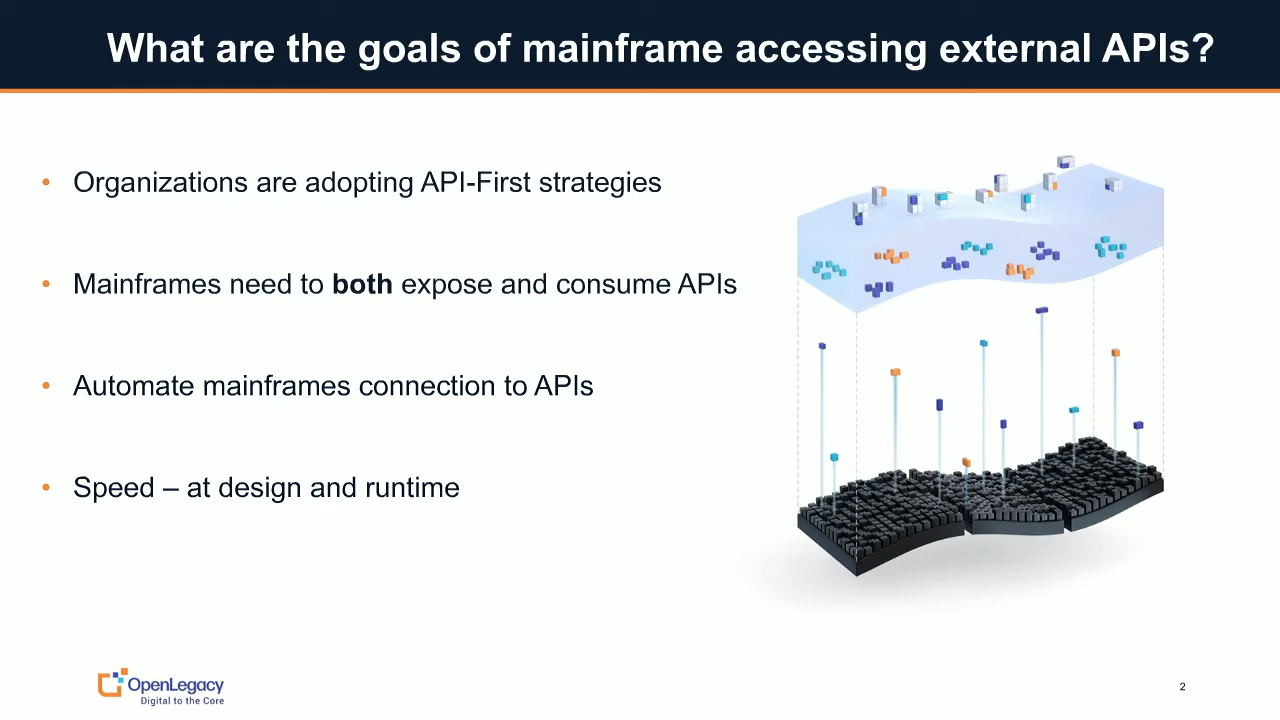 What are the goals of mainframe accessing external APIs?
• Organizations are adopting API-First strategies
• Mainframes need to both expose and consume APIs
• Automate mainframes connection to APIs
• Speed – at design and runtime
OpenLegacy
Digital to the Core
2